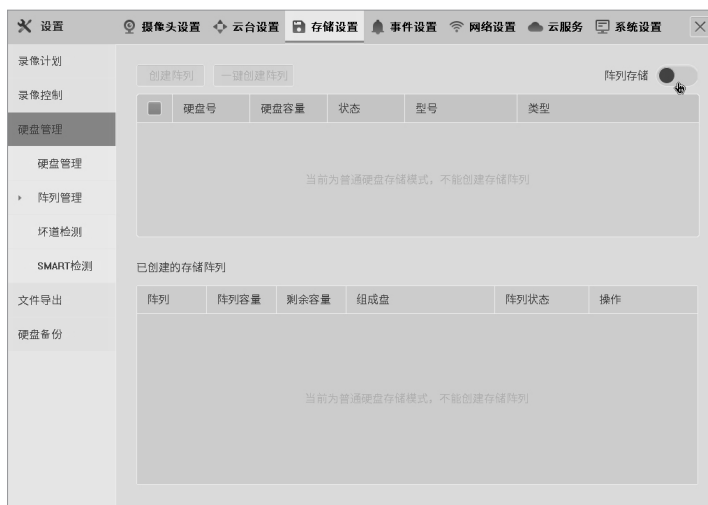 设置 摄像头设置 云台设置 存储设置 事件设置 网络设置 云服务 系统设置
录像计划
录像控制
硬盘管理
硬盘管理
阵列管理
坏道检测
SMART检测
文件导出
硬盘备份
创建阵列 一键创建阵列 阵列存储
硬盘号 硬盘容量 状态 型号 类型
当前为普通硬盘存储模式，不能创建存储阵列
已创建的存储阵列
阵列 阵列容量 剩余容量 组成盘 阵列状态 操作
当前为普通硬盘存储模式，不能创建存储阵列